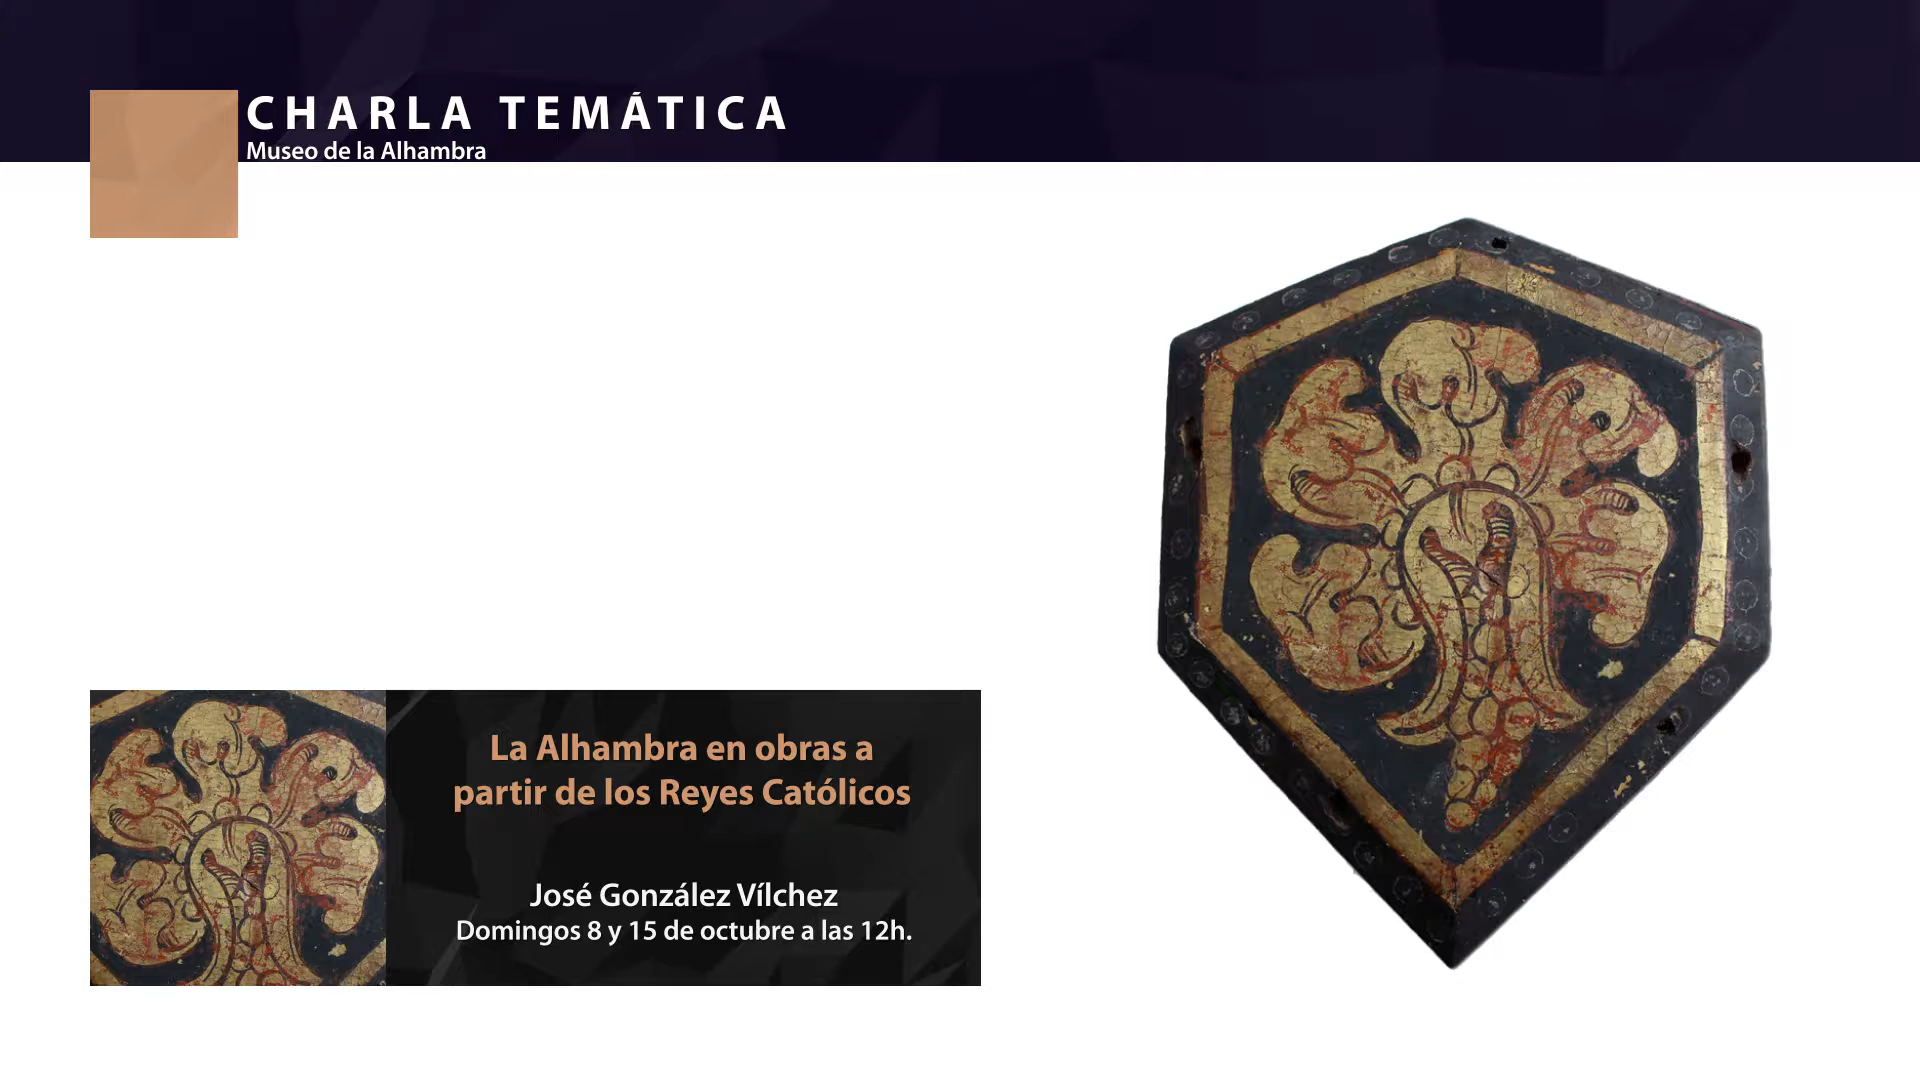 CHARLA TEMÁTICA
Museo de la Alhambra
La Alhambra en obras a
partir de los Reyes Católicos
José González Vílchez
Domingos 8 y 15 de octubre a las 12h.